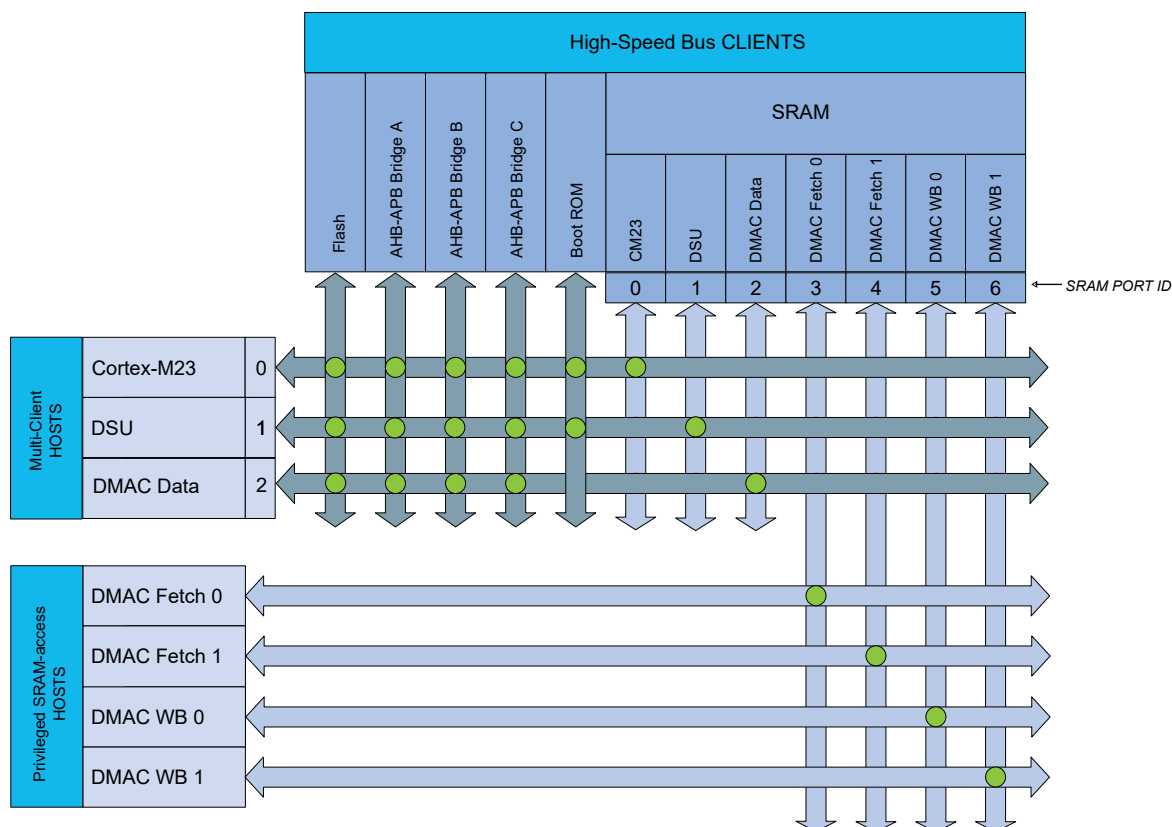 High-Speed Bus CLIENTS
SRAM
Flash
AHB-APB Bridge A
AHB-APB Bridge B
AHB-APB Bridge C
Boot ROM
CM23
DSU
DMAC Data
DMAC Fetch 0
DMAC Fetch 1
DMAC WB 0
DMAC WB 1
0 1 2 3 4 5 6
SRAM PORT ID
Multi-Client
HOSTS
Cortex-M23 0
DSU 1
DMAC Data 2
Privileged SRAM-access
HOSTS
DMAC Fetch 0
DMAC Fetch 1
DMAC WB 0
DMAC WB 1